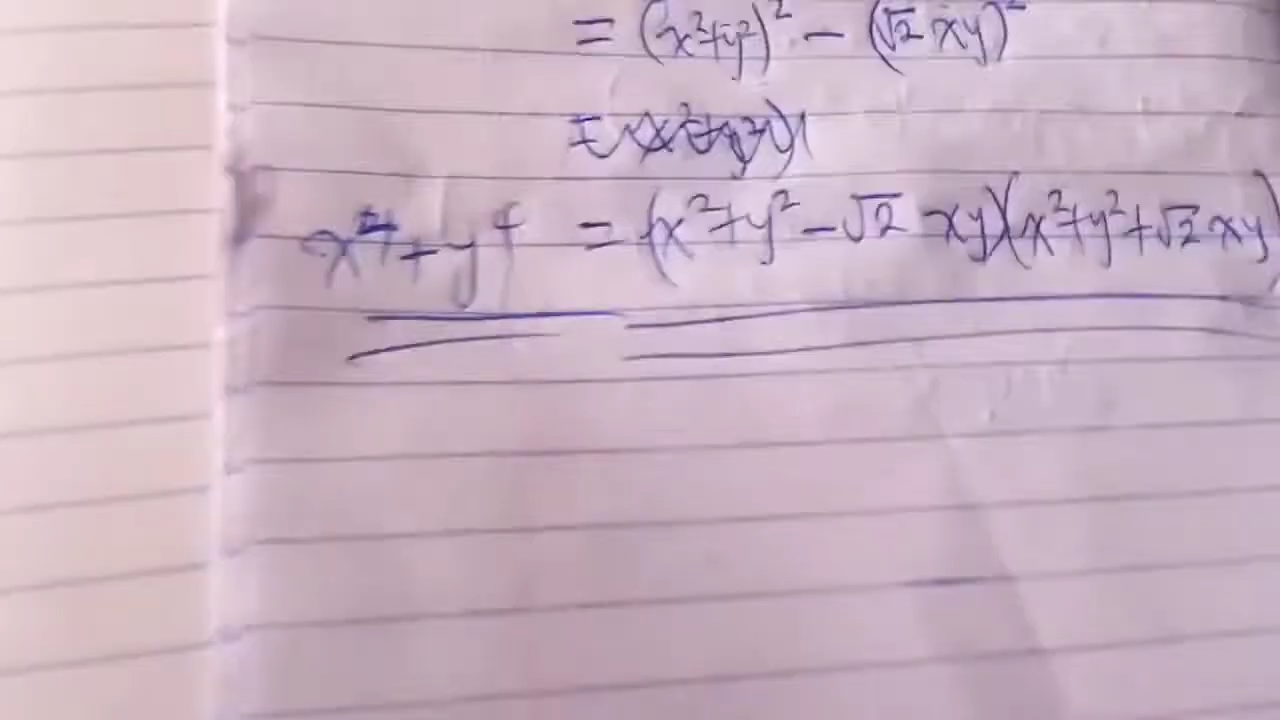 = (x²+y²)² - (√2 xy)²
x⁴+y⁴ = (x²+y²-√2 xy)(x²+y²+√2 xy)